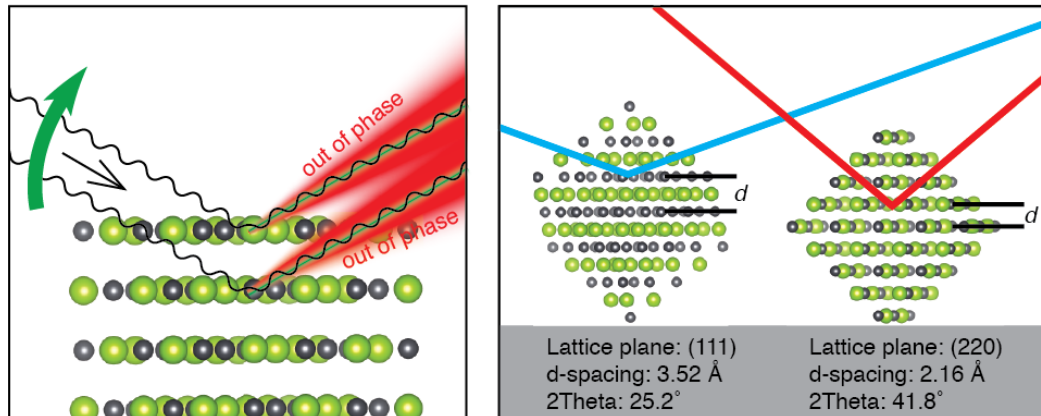 out of phase
out of phase
d
d
Lattice plane: (111)
d-spacing: 3.52 Å
2Theta: 25.2˚
Lattice plane: (220)
d-spacing: 2.16 Å
2Theta: 41.8˚